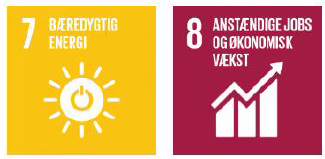 7 BÆREDYGTIG
ENERGI
8 ANSTÆNDIGE JOBS
OG ØKONOMISK
VÆKST